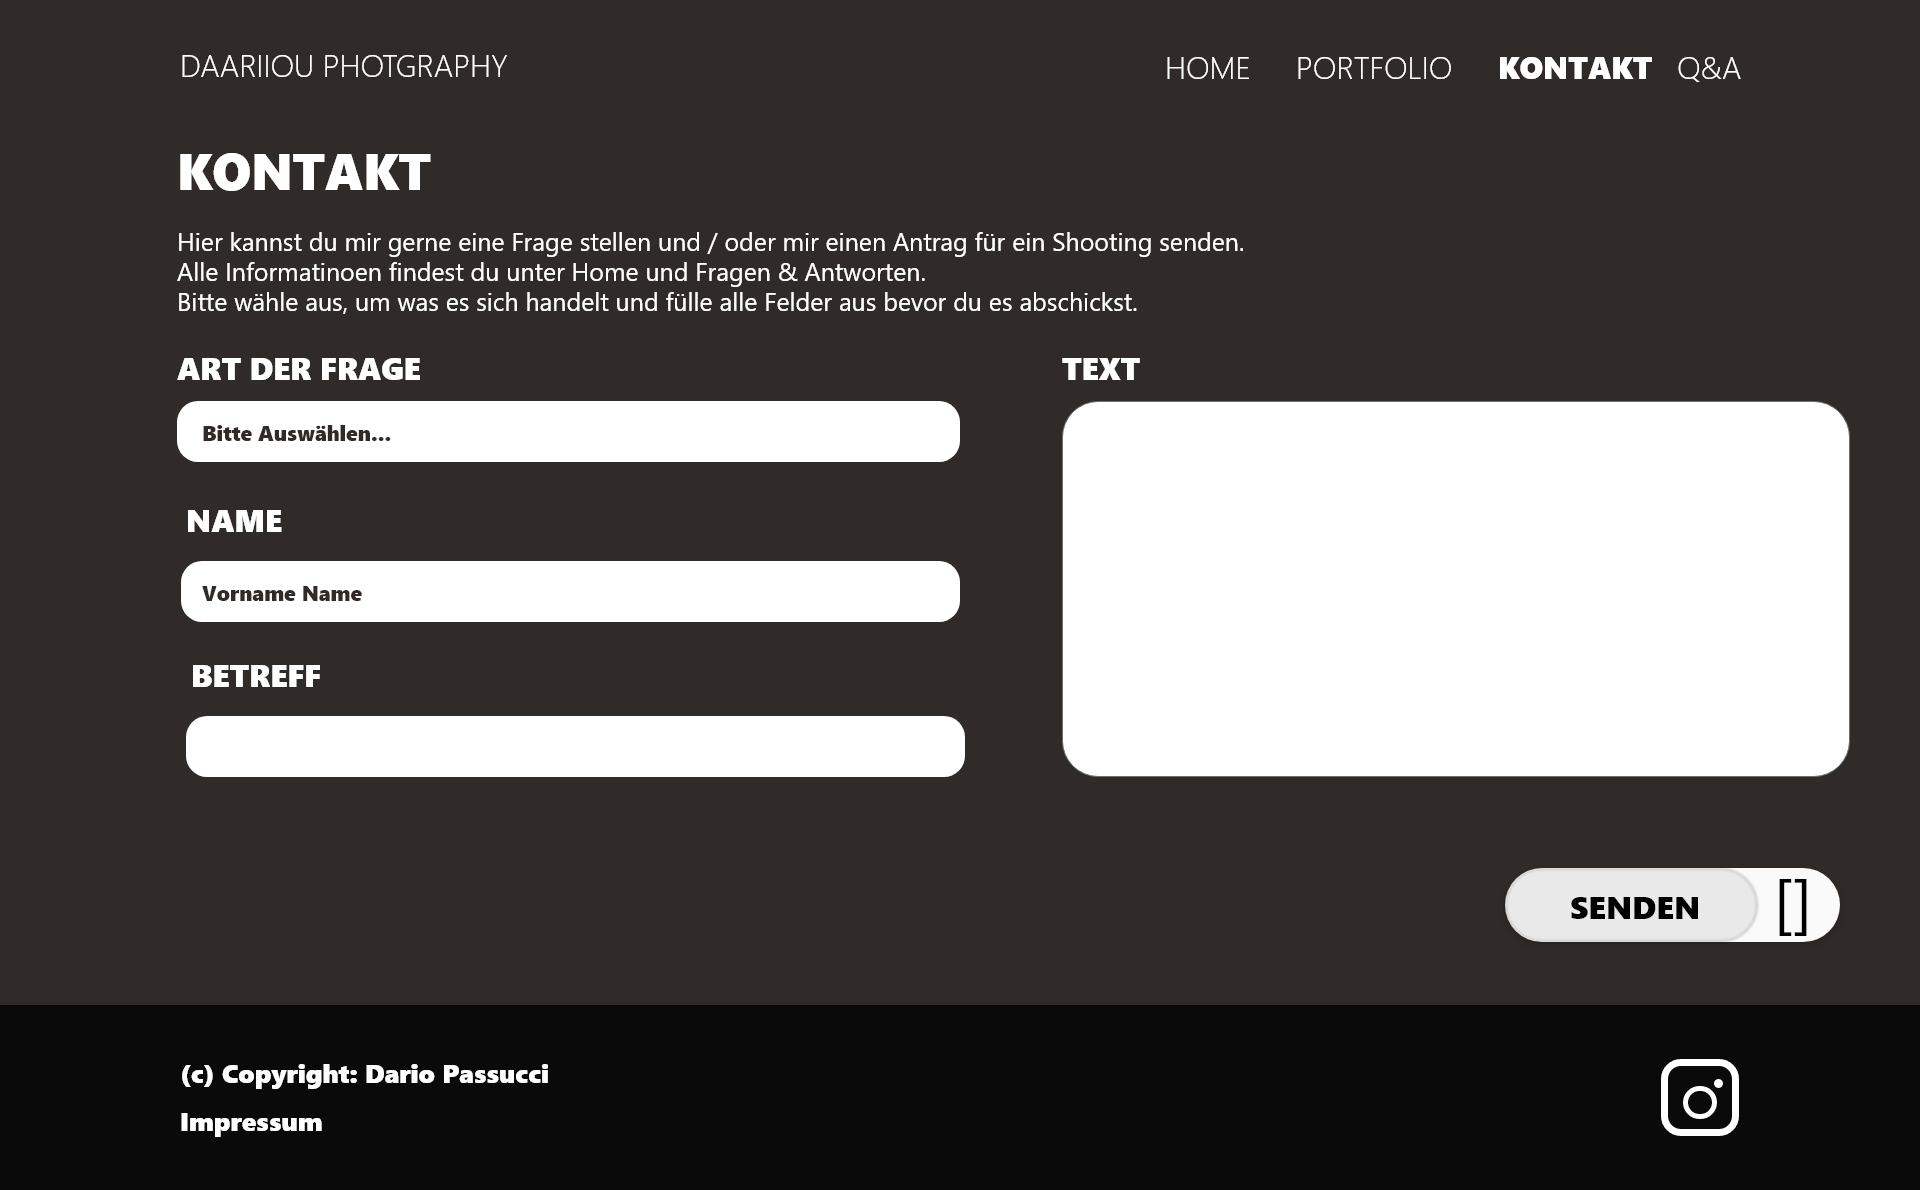 DAARIIOU PHOTGRAPHY
HOME PORTFOLIO KONTAKT Q&A
KONTAKT
Hier kannst du mir gerne eine Frage stellen und / oder mir einen Antrag für ein Shooting senden.
Alle Informatinoen findest du unter Home und Fragen & Antworten.
Bitte wähle aus, um was es sich handelt und fülle alle Felder aus bevor du es abschickst.
ART DER FRAGE
Bitte Auswählen...
NAME
Vorname Name
BETREFF
TEXT
SENDEN []
(c) Copyright: Dario Passucci
Impressum